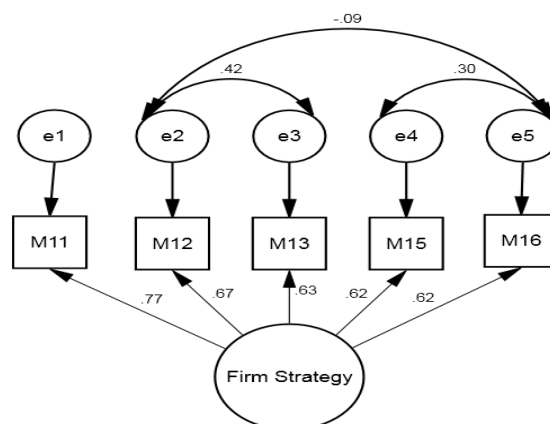 -.09
.42
.30
e1
e2
e3
e4
e5
M11
M12
M13
M15
M16
.77
.67
.63
.62
.62
Firm Strategy